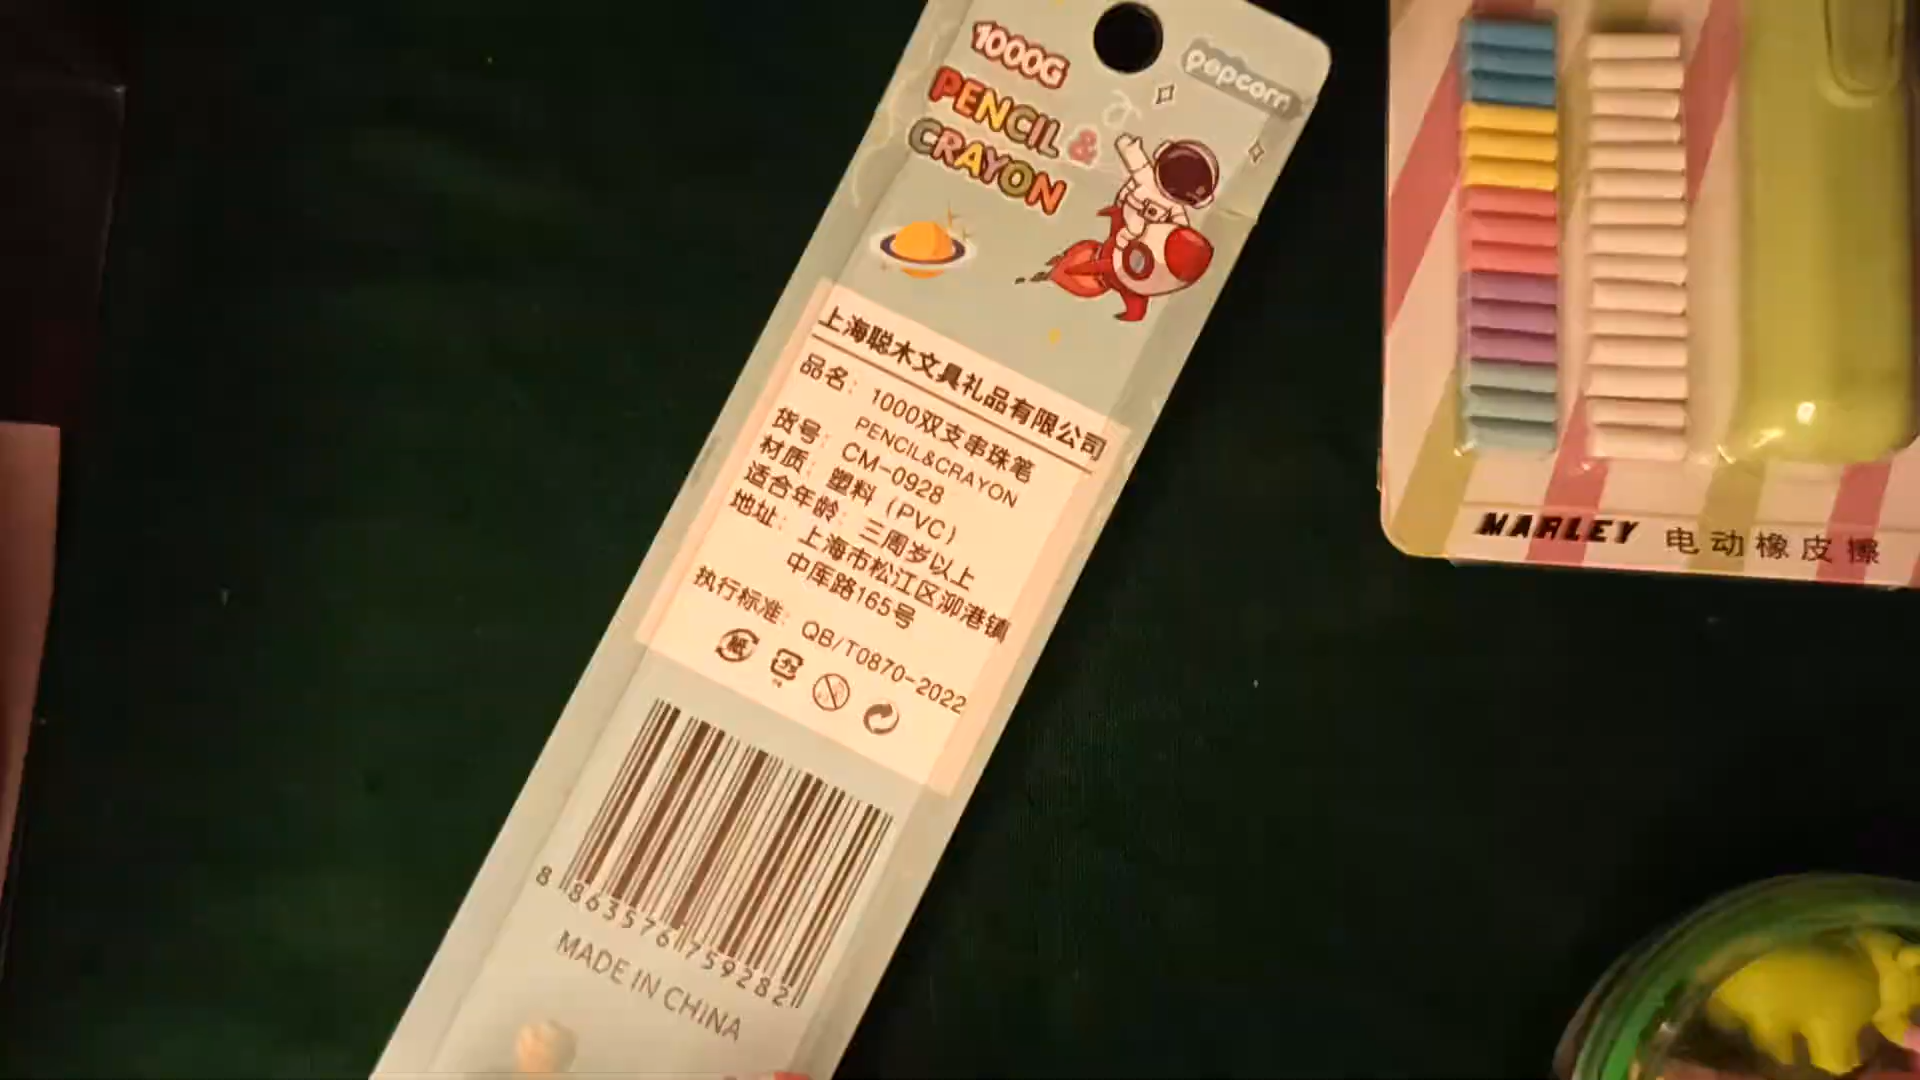 1000G
popcorn
PENCIL &
CRAYON
上海聪木文具礼品有限公司
品名： 1000双支串珠笔
PENCIL&CRAYON
货号： CM-0928
材质： 塑料（PVC）
适合年龄： 三周岁以上
地址： 上海市松江区泖港镇
中厍路165号
执行标准： QB/T0870-2022
8 863576 759282
MADE IN CHINA
MARLEY 电动橡皮擦